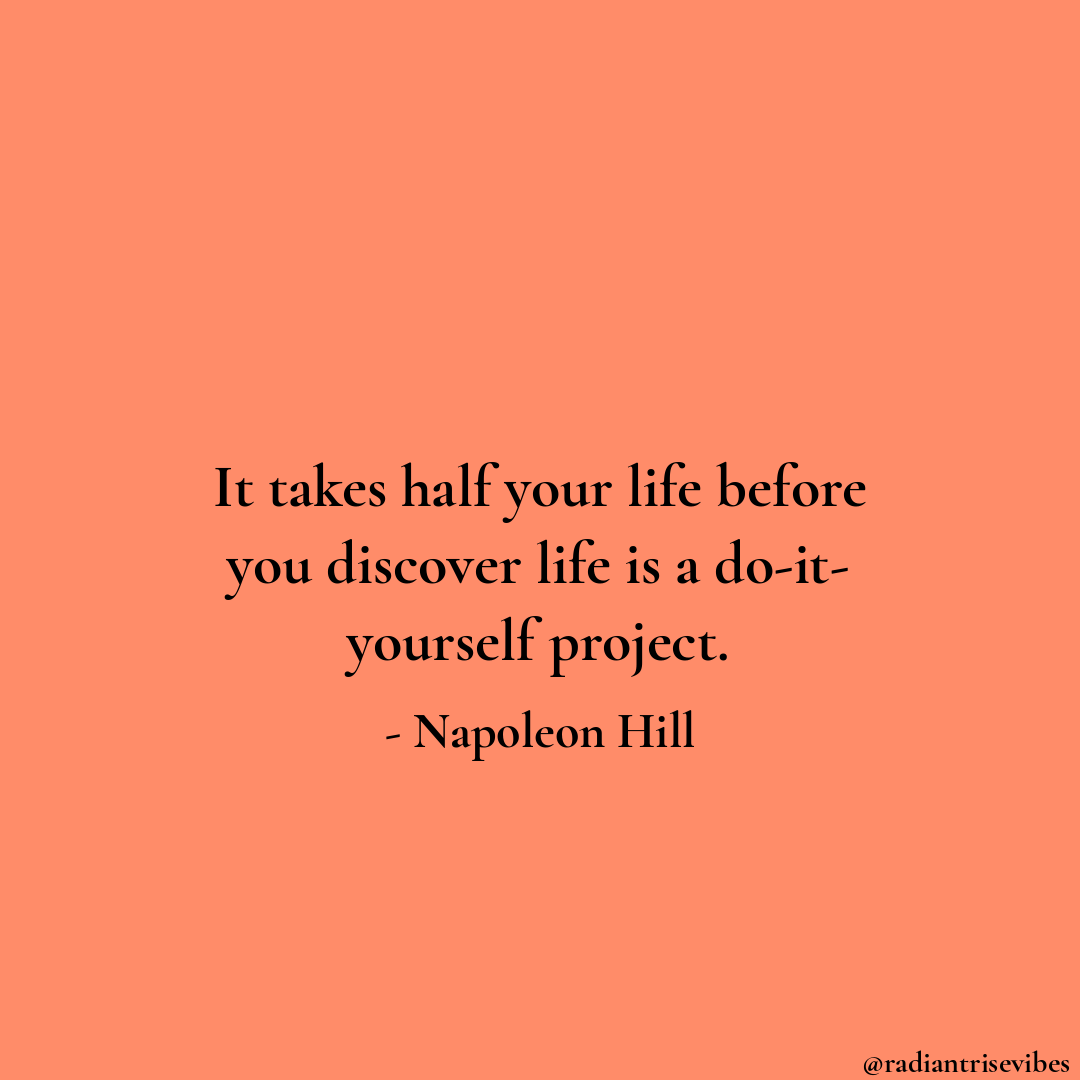 It takes half your life before
you discover life is a do-it-
yourself project.
- Napoleon Hill
@radiantrisevibes